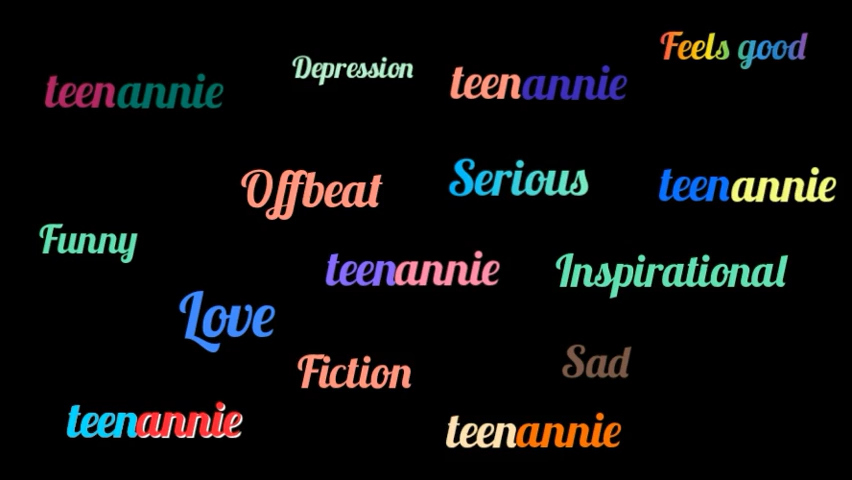 Feels good
Depression
teenannie
teenannie
Offbeat
Serious
teenannie
Funny
teenannie
Inspirational
Love
Fiction
Sad
teenannie
teenannie